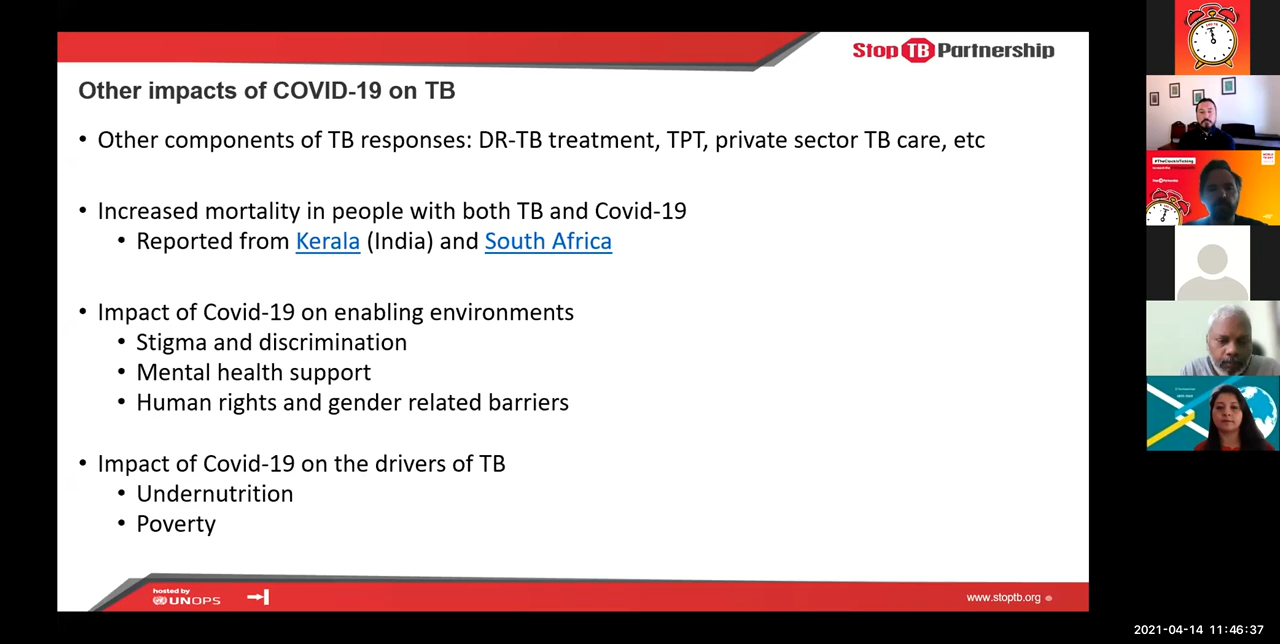 Stop TB Partnership
Other impacts of COVID-19 on TB
• Other components of TB responses: DR-TB treatment, TPT, private sector TB care, etc
• Increased mortality in people with both TB and Covid-19
• Reported from Kerala (India) and South Africa
• Impact of Covid-19 on enabling environments
• Stigma and discrimination
• Mental health support
• Human rights and gender related barriers
• Impact of Covid-19 on the drivers of TB
• Undernutrition
• Poverty
hosted by
UNOPS
www.stoptb.org
#TheClockIsTicking
2021-04-14 11:46:37